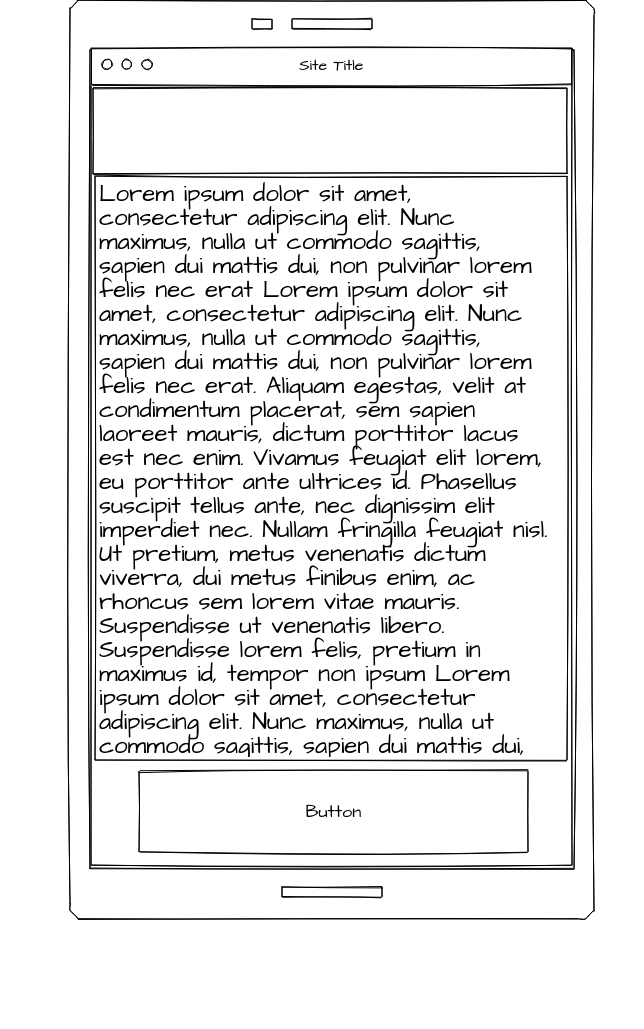 Site Title
Lorem ipsum dolor sit amet,
consectetur adipiscing elit. Nunc
maximus, nulla ut commodo sagittis,
sapien dui mattis dui, non pulvinar lorem
felis nec erat Lorem ipsum dolor sit
amet, consectetur adipiscing elit. Nunc
maximus, nulla ut commodo sagittis,
sapien dui mattis dui, non pulvinar lorem
felis nec erat. Aliquam egestas, velit at
condimentum placerat, sem sapien
laoreet mauris, dictum porttitor lacus
est nec enim. Vivamus feugiat elit lorem,
eu porttitor ante ultrices id. Phasellus
suscipit tellus ante, nec dignissim elit
imperdiet nec. Nullam fringilla feugiat nisl.
Ut pretium, metus venenatis dictum
viverra, dui metus finibus enim, ac
rhoncus sem lorem vitae mauris.
Suspendisse ut venenatis libero.
Suspendisse lorem felis, pretium in
maximus id, tempor non ipsum Lorem
ipsum dolor sit amet, consectetur
adipiscing elit. Nunc maximus, nulla ut
commodo sagittis, sapien dui mattis dui,
Button